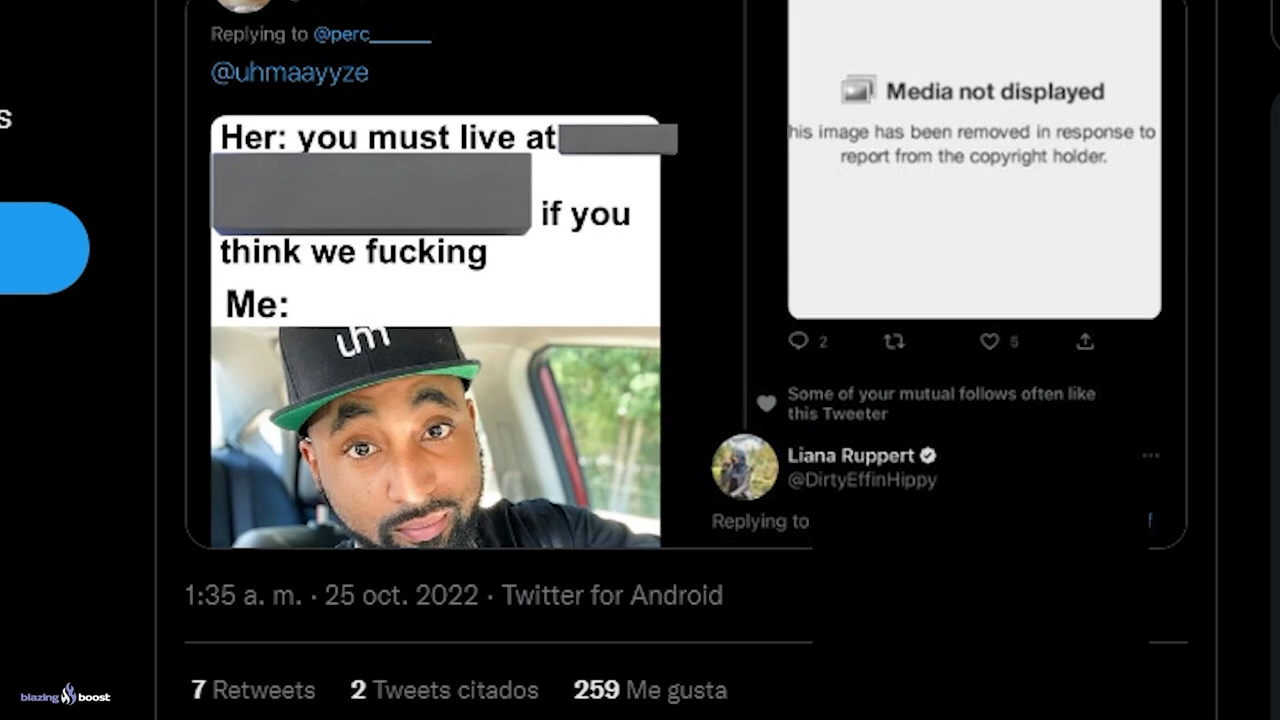 s
Replying to @perc______
@uhmaayyze
Her: you must live at
if you
think we fucking
Me:
uhm
Media not displayed
his image has been removed in response to
report from the copyright holder.
2 5
Some of your mutual follows often like
this Tweeter
Liana Ruppert
@DirtyEffinHippy
Replying to
1:35 a. m. · 25 oct. 2022 · Twitter for Android
7 Retweets 2 Tweets citados 259 Me gusta
blazing boost